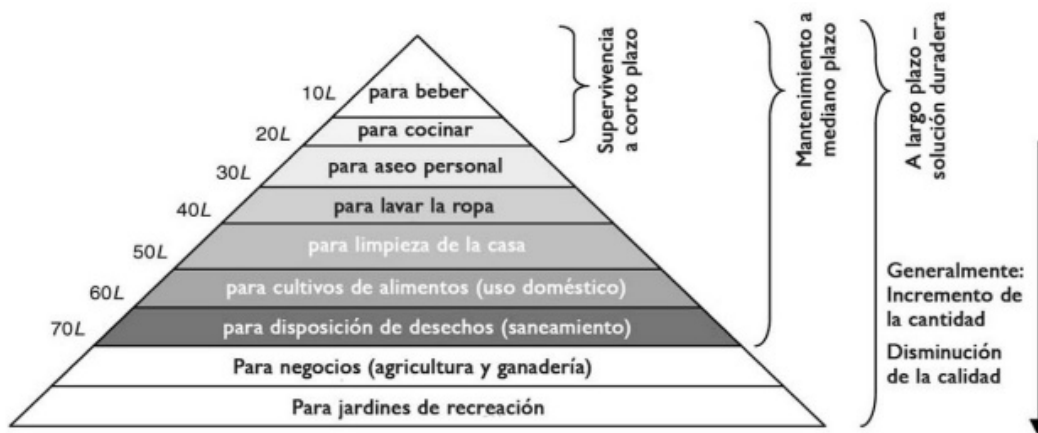 10L
para beber
20L
para cocinar
30L
para aseo personal
40L
para lavar la ropa
50L
para limpieza de la casa
60L
para cultivos de alimentos (uso doméstico)
70L
para disposición de desechos (saneamiento)
Para negocios (agricultura y ganadería)
Para jardines de recreación
Supervivencia
a corto plazo
Mantenimiento a
mediano plazo
A largo plazo –
solución duradera
Generalmente:
Incremento de
la cantidad
Disminución
de la calidad